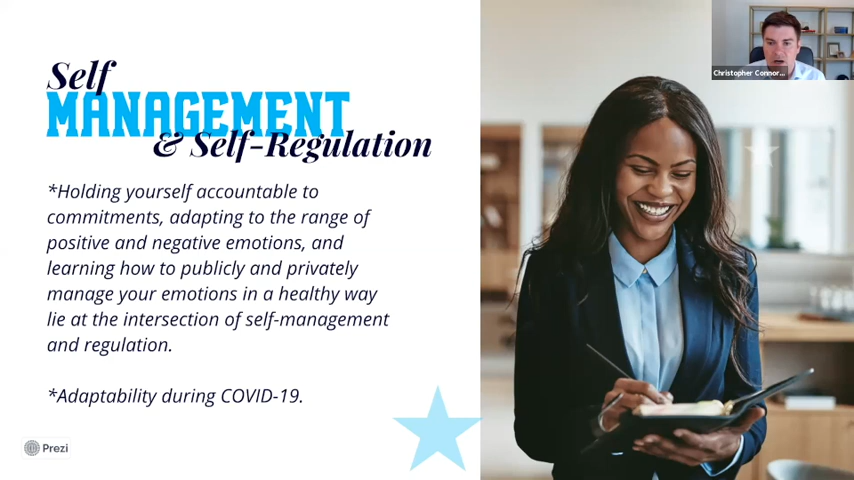 Self
MANAGEMENT
& Self-Regulation
*Holding yourself accountable to
commitments, adapting to the range of
positive and negative emotions, and
learning how to publicly and privately
manage your emotions in a healthy way
lie at the intersection of self-management
and regulation.
*Adaptability during COVID-19.
Prezi
Christopher Connor...